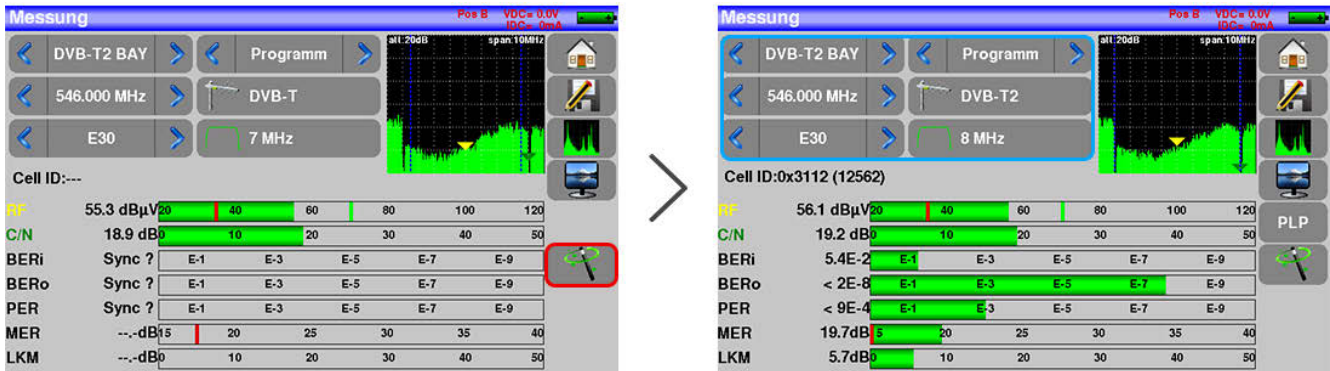 Messung
Pos B VDC= 0.0V
IDC= 0mA
DVB-T2 BAY Programm
att:20dB span:10MHz
546.000 MHz DVB-T
E30 7 MHz
Cell ID:---
RF 55.3 dBµV 20 40 60 80 100 120
C/N 18.9 dB 0 10 20 30 40 50
BERi Sync ? E-1 E-3 E-5 E-7 E-9
BERo Sync ? E-1 E-3 E-5 E-7 E-9
PER Sync ? E-1 E-3 E-5 E-7 E-9
MER --.-dB 15 20 25 30 35 40
LKM --.-dB 0 10 20 30 40 50
Messung
Pos B VDC= 0.0V
IDC= 0mA
DVB-T2 BAY Programm
att:20dB span:10MHz
546.000 MHz DVB-T2
E30 8 MHz
Cell ID:0x3112 (12562)
PLP
RF 56.1 dBµV 20 40 60 80 100 120
C/N 19.2 dB 0 10 20 30 40 50
BERi 5.4E-2 E-1 E-3 E-5 E-7 E-9
BERo < 2E-8 E-1 E-3 E-5 E-7 E-9
PER < 9E-4 E-1 E-3 E-5 E-7 E-9
MER 19.7dB 5 20 25 30 35 40
LKM 5.7dB 0 10 20 30 40 50